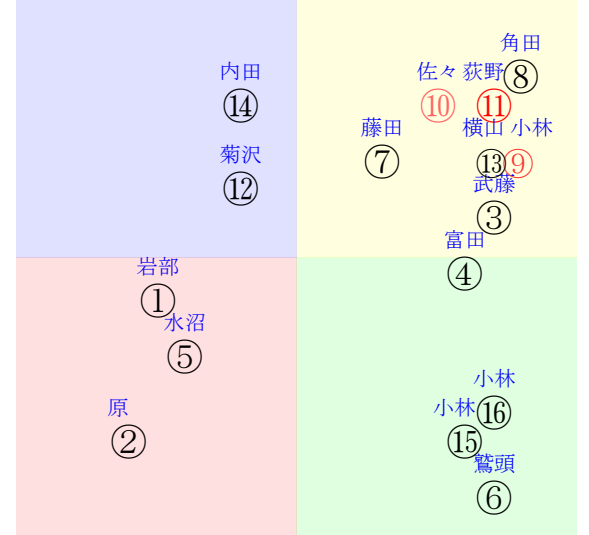 角田
⑧
内田
⑭
佐々
⑩
荻野
⑪
藤田
⑦
横山
⑬
小林
⑨
菊沢
⑫
武藤
③
富田
④
岩部
①
水沼
⑤
原
②
小林
⑯
小林
⑮
鷲頭
⑥